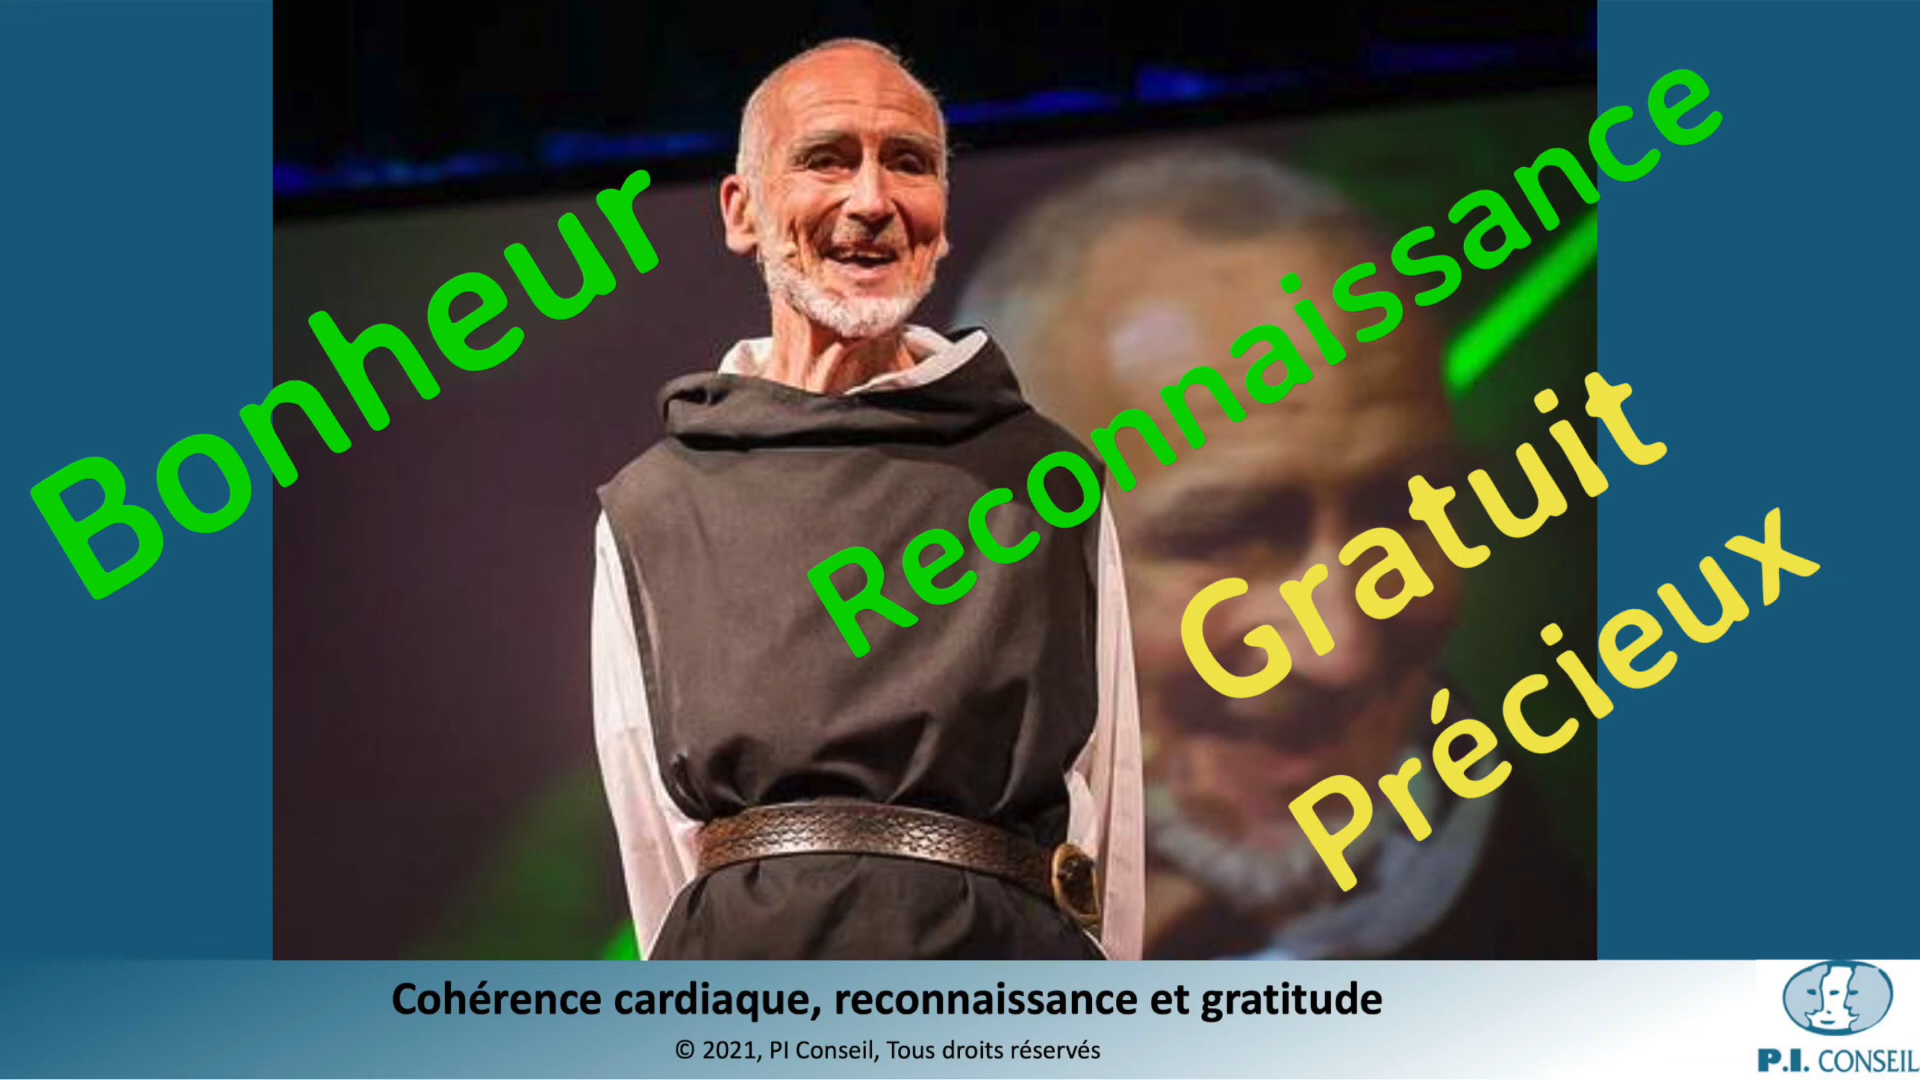 Bonheur
Reconnaissance
Gratuit
Précieux
Cohérence cardiaque, reconnaissance et gratitude
© 2021, PI Conseil, Tous droits réservés
P.I. CONSEIL